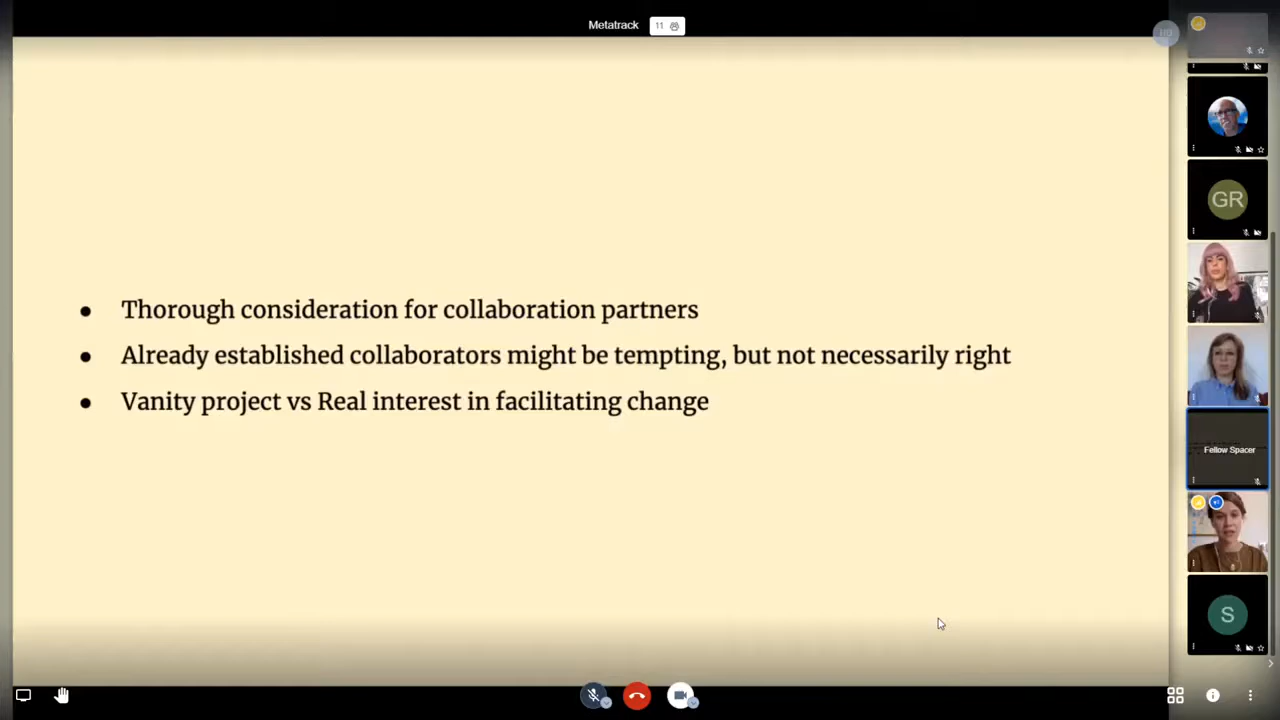 Metatrack 11
HB
GR
Thorough consideration for collaboration partners
Already established collaborators might be tempting, but not necessarily right
Vanity project vs Real interest in facilitating change
Fellow Spacer
S